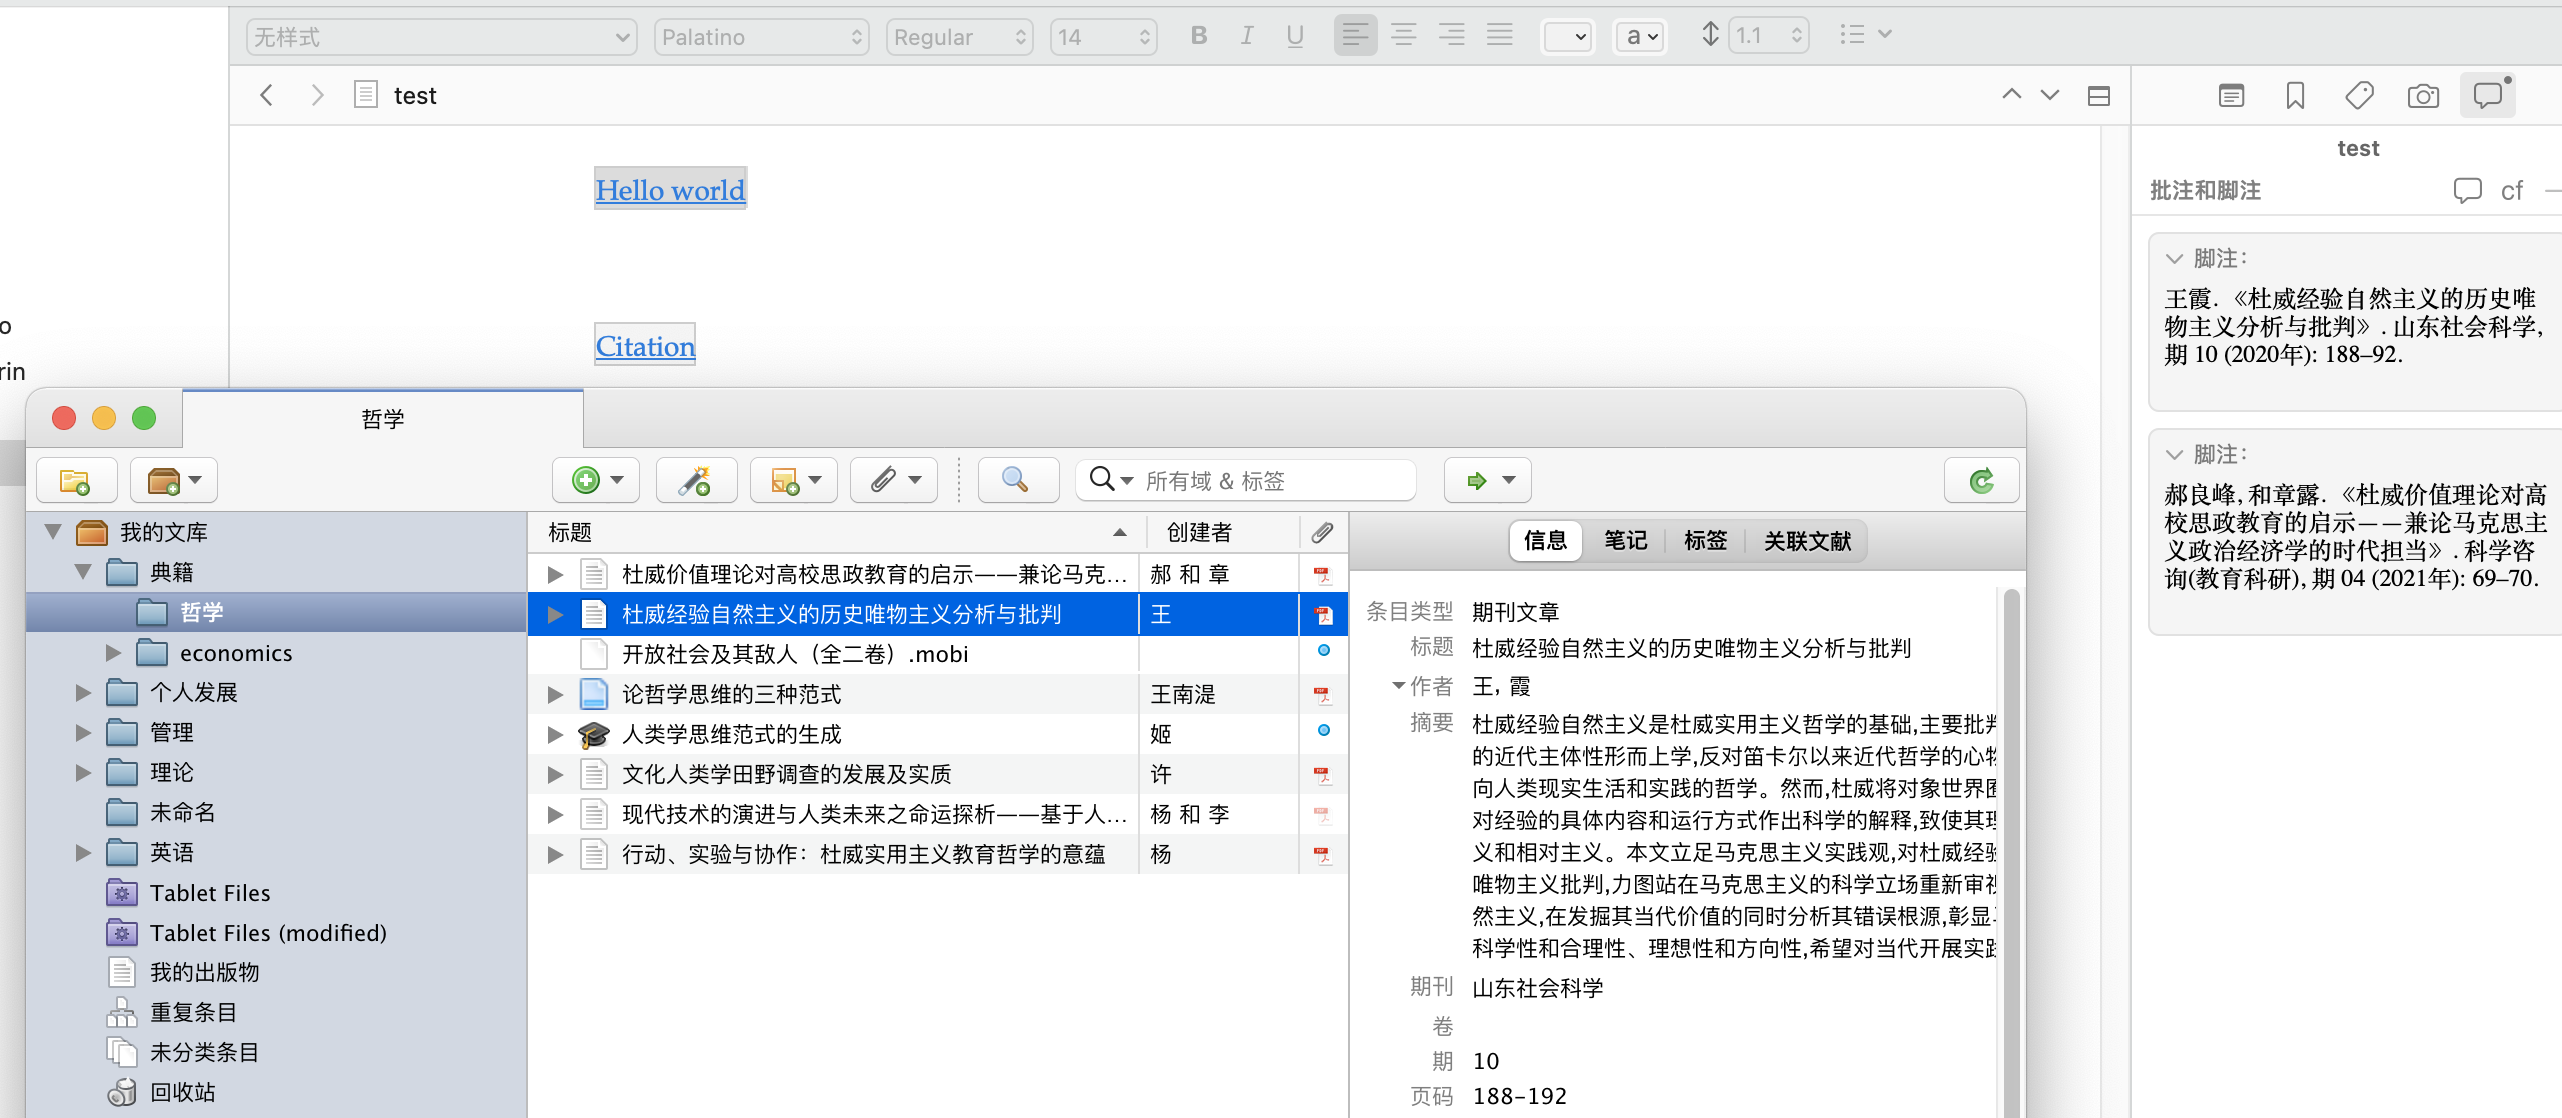 无样式
Palatino
Regular
14
B
I
U
a
1.1
test
Hello world
Citation
test
批注和脚注
cf
脚注:
王霞. 《杜威经验自然主义的历史唯
物主义分析与批判》. 山东社会科学,
期 10 (2020年): 188–92.
脚注:
郝良峰, 和章露. 《杜威价值理论对高
校思政教育的启示——兼论马克思主
义政治经济学的时代担当》. 科学咨
询(教育科研), 期 04 (2021年): 69–70.
o
rin
哲学
所有域 & 标签
我的文库
典籍
哲学
economics
个人发展
管理
理论
未命名
英语
Tablet Files
Tablet Files (modified)
我的出版物
重复条目
未分类条目
回收站
标题
创建者
杜威价值理论对高校思政教育的启示——兼论马克…
郝 和 章
杜威经验自然主义的历史唯物主义分析与批判
王
开放社会及其敌人（全二卷）.mobi
论哲学思维的三种范式
王南湜
人类学思维范式的生成
姬
文化人类学田野调查的发展及实质
许
现代技术的演进与人类未来之命运探析——基于人…
杨 和 李
行动、实验与协作：杜威实用主义教育哲学的意蕴
杨
信息
笔记
标签
关联文献
条目类型 期刊文章
标题 杜威经验自然主义的历史唯物主义分析与批判
作者 王, 霞
摘要 杜威经验自然主义是杜威实用主义哲学的基础,主要批判
的近代主体性形而上学,反对笛卡尔以来近代哲学的心物
向人类现实生活和实践的哲学。然而,杜威将对象世界囿
对经验的具体内容和运行方式作出科学的解释,致使其理
义和相对主义。本文立足马克思主义实践观,对杜威经验
唯物主义批判,力图站在马克思主义的科学立场重新审视
然主义,在发掘其当代价值的同时分析其错误根源,彰显
科学性和合理性、理想性和方向性,希望对当代开展实践
期刊 山东社会科学
卷
期 10
页码 188-192